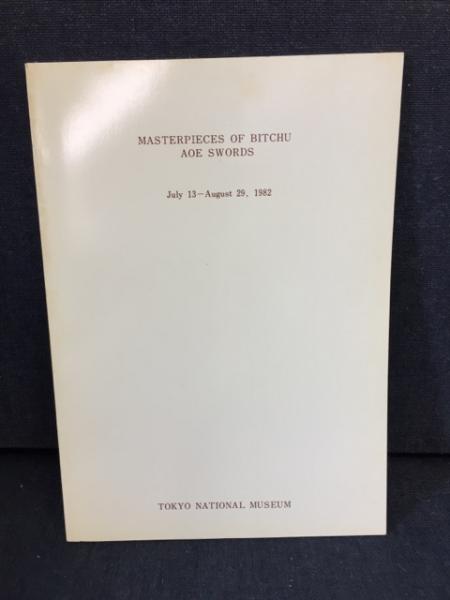 MASTERPIECES OF BITCHU
AOE SWORDS
July 13—August 29, 1982
TOKYO NATIONAL MUSEUM